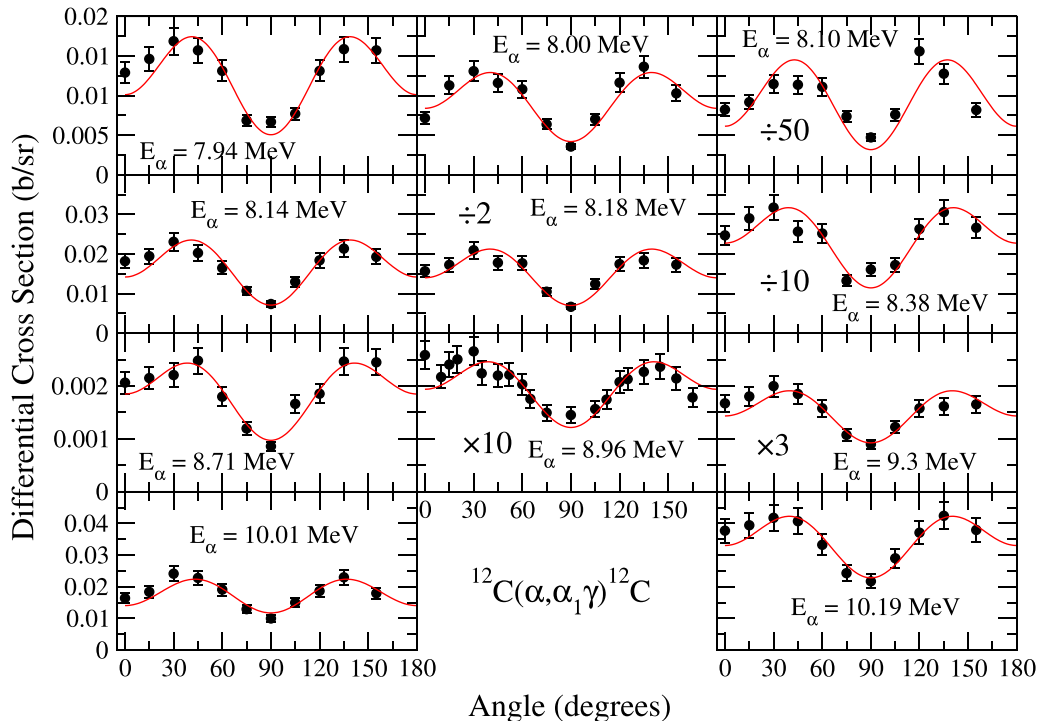 0.02
0.01
0.01
0.005
0
E_α = 7.94 MeV
E_α = 8.00 MeV
E_α = 8.10 MeV
÷50
0.03
0.02
0.01
0
E_α = 8.14 MeV
÷2
E_α = 8.18 MeV
÷10
E_α = 8.38 MeV
0.002
0.001
0
E_α = 8.71 MeV
×10
E_α = 8.96 MeV
×3
E_α = 9.3 MeV
0.04
0.03
0.02
0.01
0
E_α = 10.01 MeV
0 30 60 90 120 150
¹²C(α,α₁γ)¹²C
E_α = 10.19 MeV
0 30 60 90 120 150 180
0 30 60 90 120 150 180
Angle (degrees)
Differential Cross Section (b/sr)